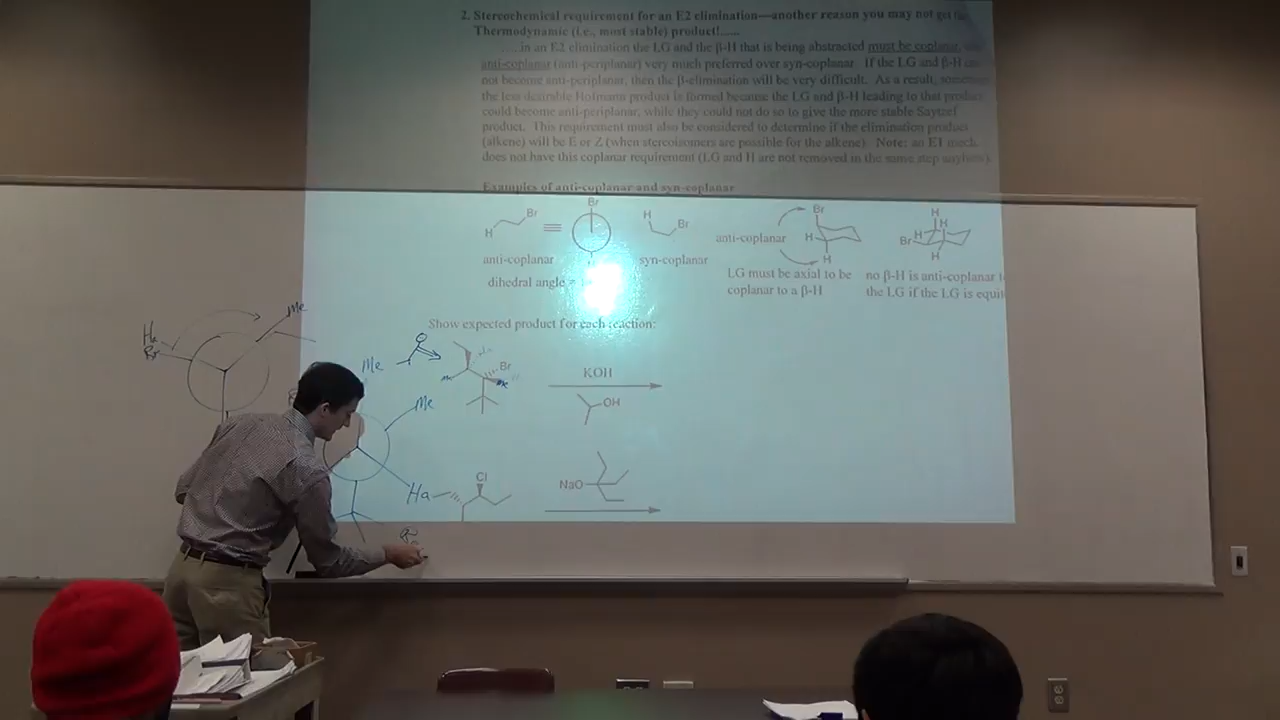 2. Stereochemical requirement for an E2 elimination—another reason you may not get
Thermodynamic (i.e., most stable) product!......
.....in an E2 elimination the LG and the β-H that is being abstracted must be coplanar,
anti-coplanar (anti-periplanar) very much preferred over syn-coplanar. If the LG and β-H
not become anti-periplanar, then the β-elimination will be very difficult. As a result,
the less desirable Hofmann product is formed because the LG and β-H leading to that product
could become anti-periplanar, while they could not do so to give the more stable Saytzef
product. This requirement must also be considered to determine if the elimination product
(alkene) will be E or Z (when stereoisomers are possible for the alkene). Note: an E1 mech.
does not have this coplanar requirement (LG and H are not removed in the same step anyhow).
Examples of anti-coplanar and syn-coplanar
H Br Br H Br
anti-coplanar
Br H H
H H H Br H
anti-coplanar syn-coplanar
dihedral angle =
LG must be axial to be
coplanar to a β-H
no β-H is anti-coplanar
the LG if the LG is
Show expected product for each reaction:
Ha
Br
Me
Me
Br
KOH
OH
Me
Ha
Cl
NaO